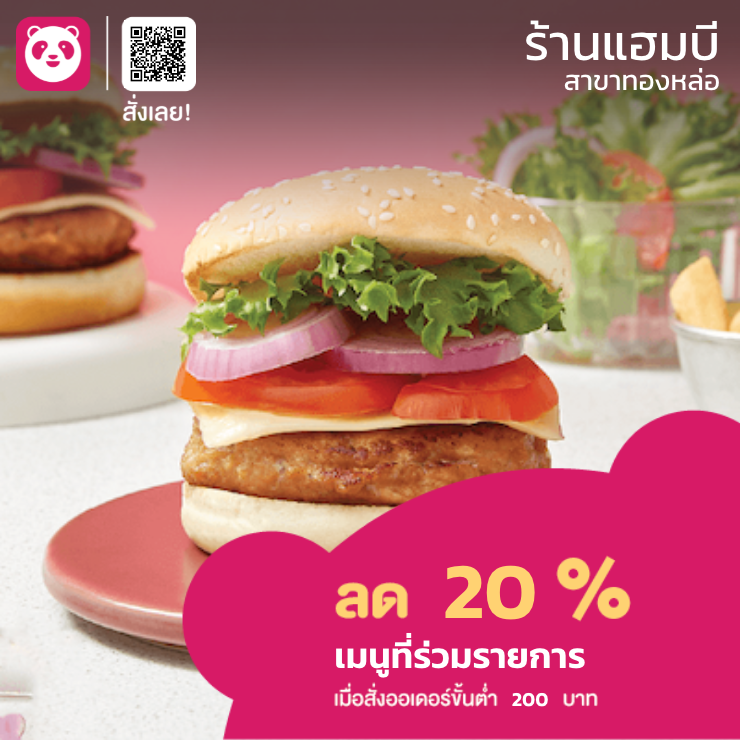 ร้านแฮมบี
สาขาทองหล่อ
สั่งเลย!
ลด 20 %
เมนูที่ร่วมรายการ
เมื่อสั่งออเดอร์ขั้นต่ำ 200 บาท